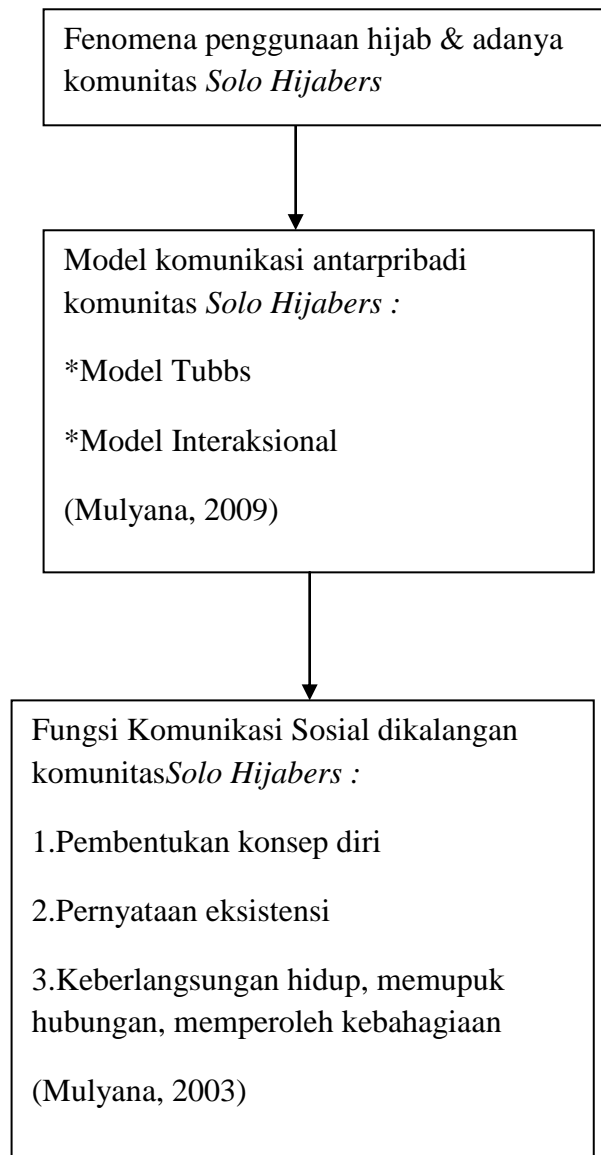 Fenomena penggunaan hijab & adanya
komunitas Solo Hijabers
Model komunikasi antarpribadi
komunitas Solo Hijabers :
*Model Tubbs
*Model Interaksional
(Mulyana, 2009)
Fungsi Komunikasi Sosial dikalangan
komunitasSolo Hijabers :
1.Pembentukan konsep diri
2.Pernyataan eksistensi
3.Keberlangsungan hidup, memupuk
hubungan, memperoleh kebahagiaan
(Mulyana, 2003)